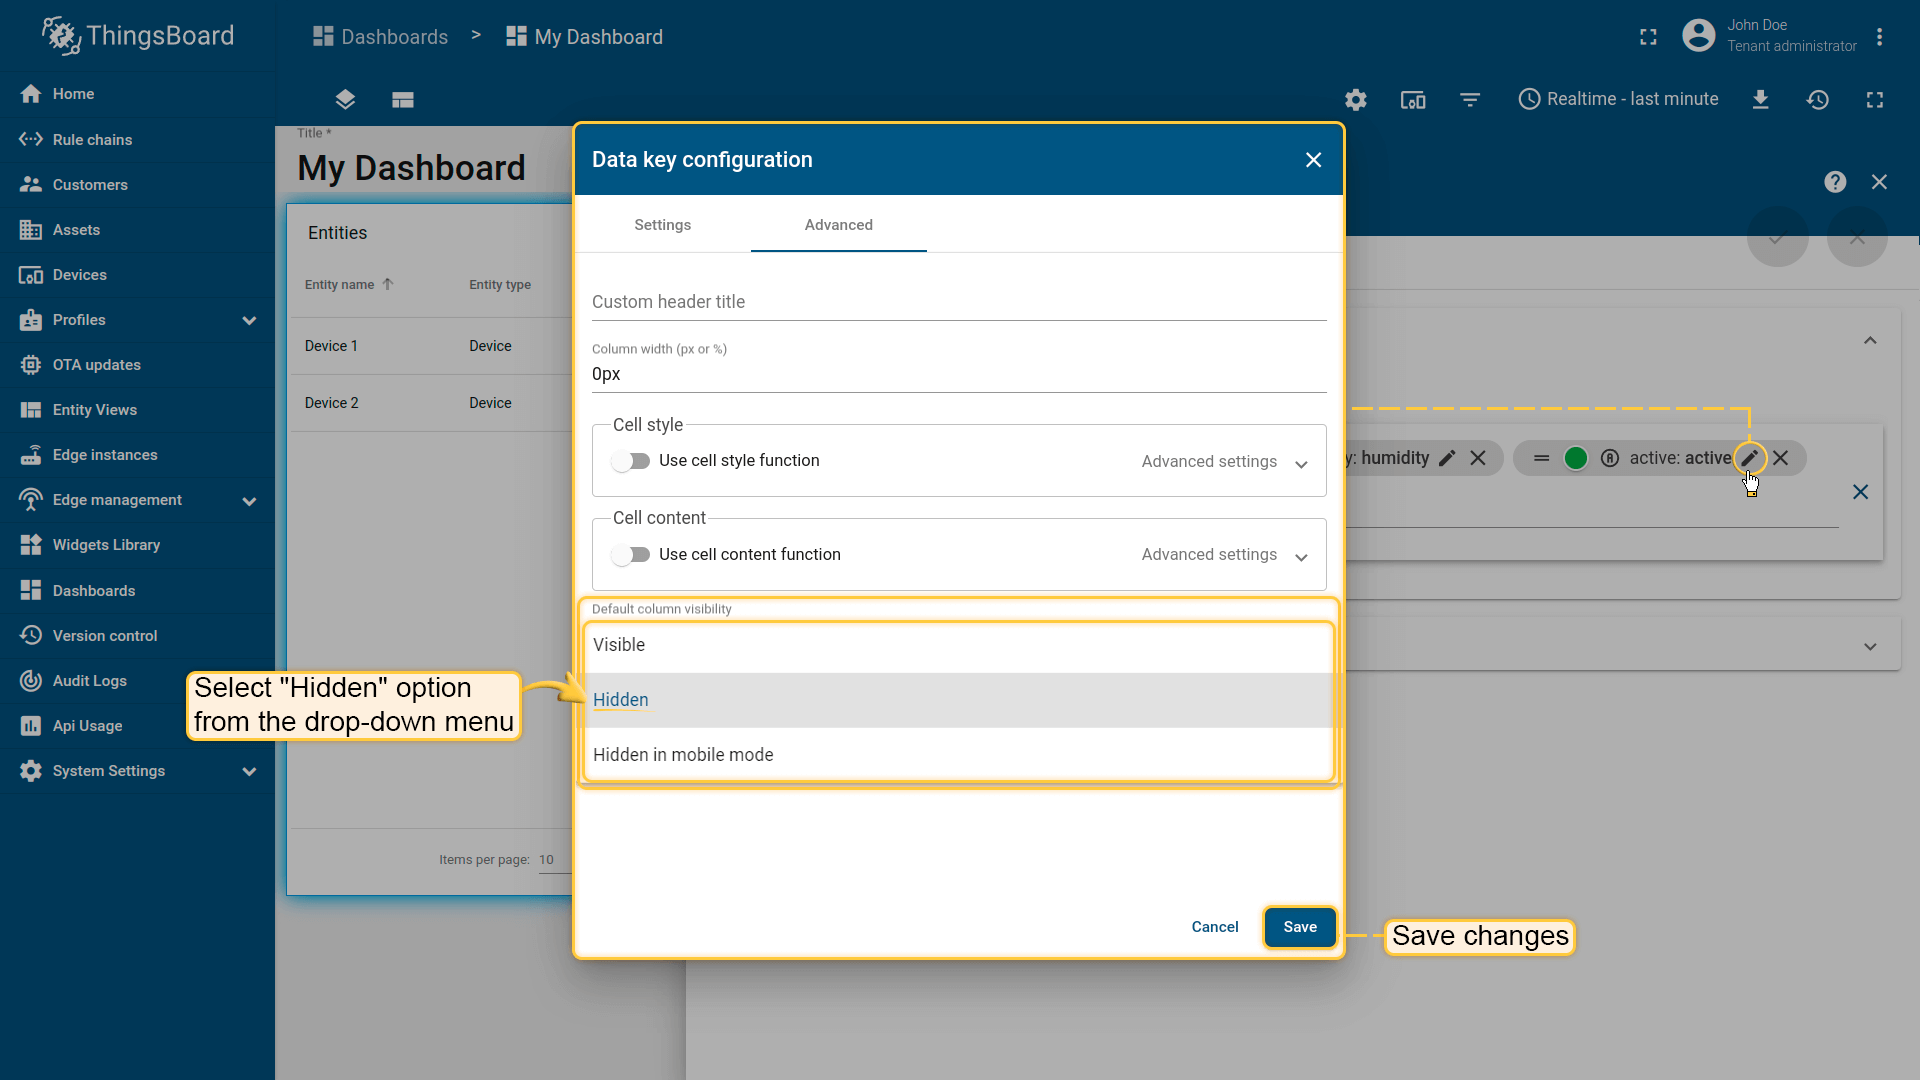 ThingsBoard
Dashboards > My Dashboard
John Doe
Tenant administrator
Home
Rule chains
Customers
Assets
Devices
Profiles
OTA updates
Entity Views
Edge instances
Edge management
Widgets Library
Dashboards
Version control
Audit Logs
Api Usage
System Settings
Realtime - last minute
Title *
My Dashboard
Entities
Entity name Entity type
Device 1 Device
Device 2 Device
Items per page: 10
Data key configuration
Settings Advanced
Custom header title
Column width (px or %)
0px
Cell style
Use cell style function Advanced settings
Cell content
Use cell content function Advanced settings
Default column visibility
Visible
Hidden
Hidden in mobile mode
Cancel Save
y: humidity active: active
Select "Hidden" option
from the drop-down menu
Save changes